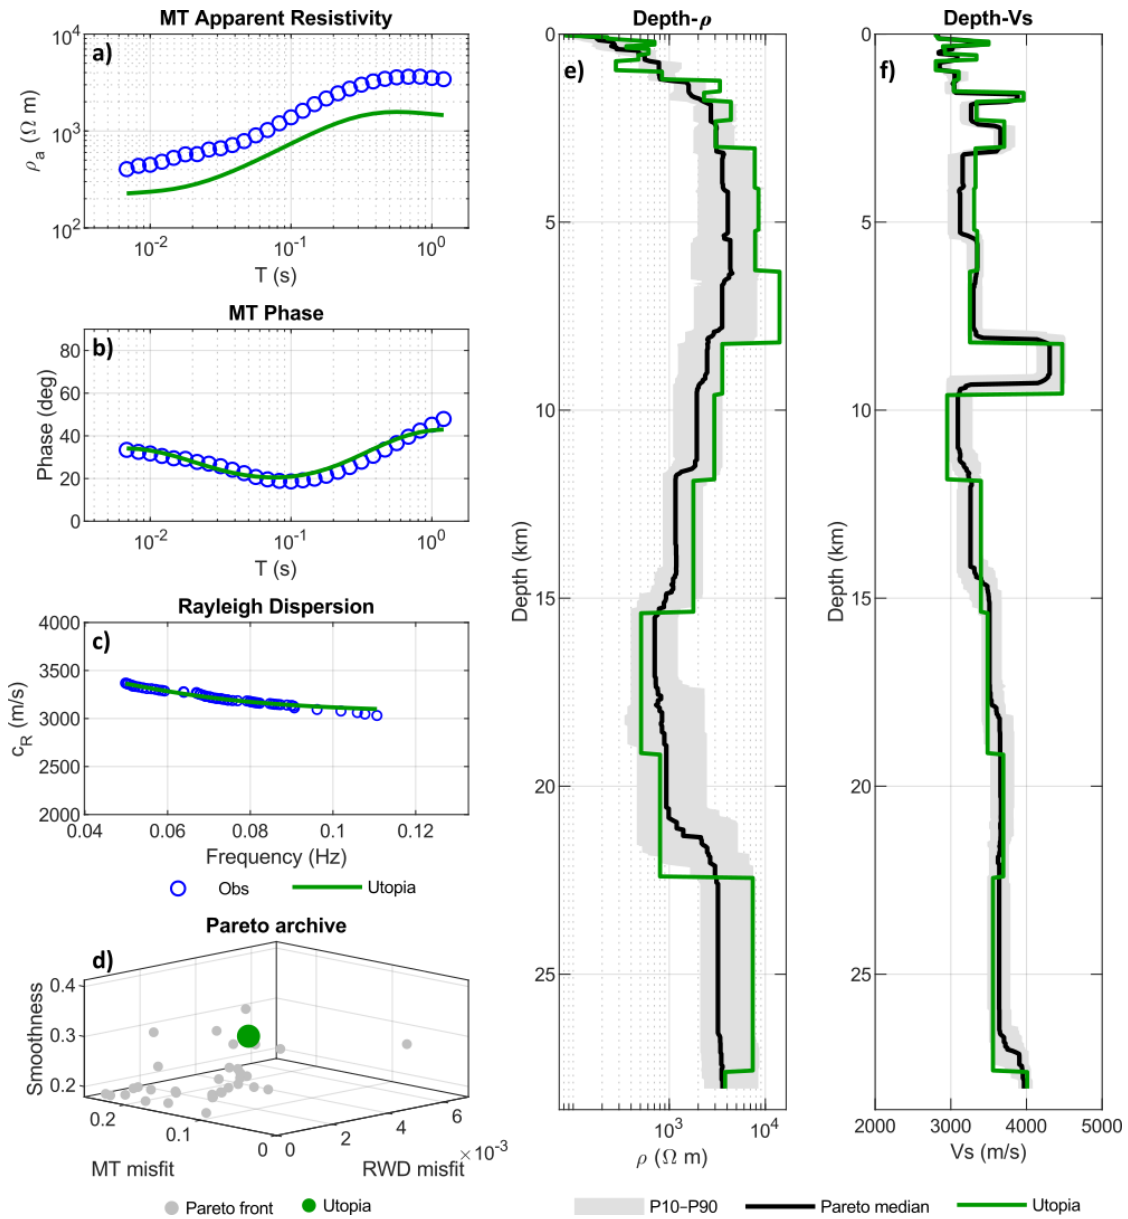 MT Apparent Resistivity
a)
10^4
10^3
10^2
ρ_a (Ω m)
10^-2
10^-1
10^0
T (s)
MT Phase
b)
80
60
40
20
0
Phase (deg)
10^-2
10^-1
10^0
T (s)
Rayleigh Dispersion
c)
4000
3500
3000
2500
2000
c_R (m/s)
0.04
0.06
0.08
0.1
0.12
Frequency (Hz)
Obs
Utopia
Pareto archive
d)
0.4
0.3
0.2
Smoothness
0.2
0.1
0
MT misfit
0
2
4
6
×10^-3
RWD misfit
Pareto front
Utopia
Depth-ρ
e)
0
5
10
15
20
25
Depth (km)
10^3
10^4
ρ (Ω m)
Depth-Vs
f)
0
5
10
15
20
25
Depth (km)
2000
3000
4000
5000
Vs (m/s)
P10–P90
Pareto median
Utopia